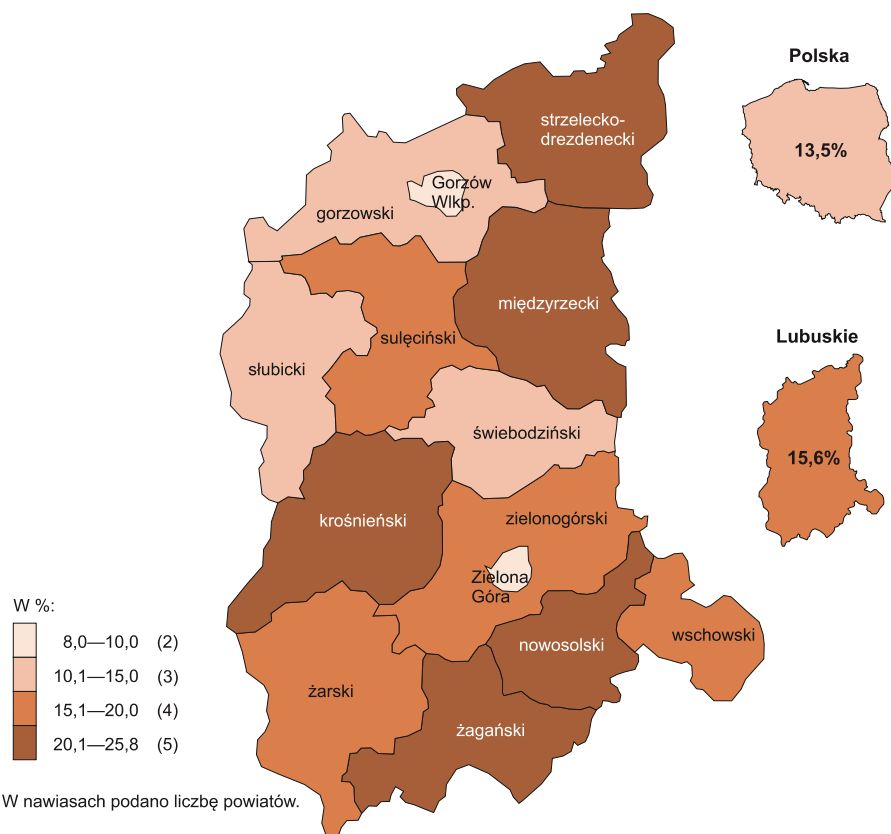 Polska
13,5%
strzelecko-
drezdenecki
Gorzów
Wlkp.
gorzowski
międzyrzecki
sulęciński
słubicki
Lubuskie
15,6%
świebodziński
krośnieński
zielonogórski
Zielona
Góra
wschowski
nowosolski
żarski
żagański
W %:
8,0—10,0 (2)
10,1—15,0 (3)
15,1—20,0 (4)
20,1—25,8 (5)
W nawiasach podano liczbę powiatów.